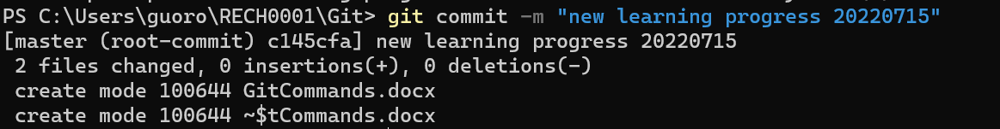 PS C:\Users\guoro\RECH0001\Git> git commit -m "new learning progress 20220715"
[master (root-commit) c145cfa] new learning progress 20220715
 2 files changed, 0 insertions(+), 0 deletions(-)
 create mode 100644 GitCommands.docx
 create mode 100644 ~$tCommands.docx